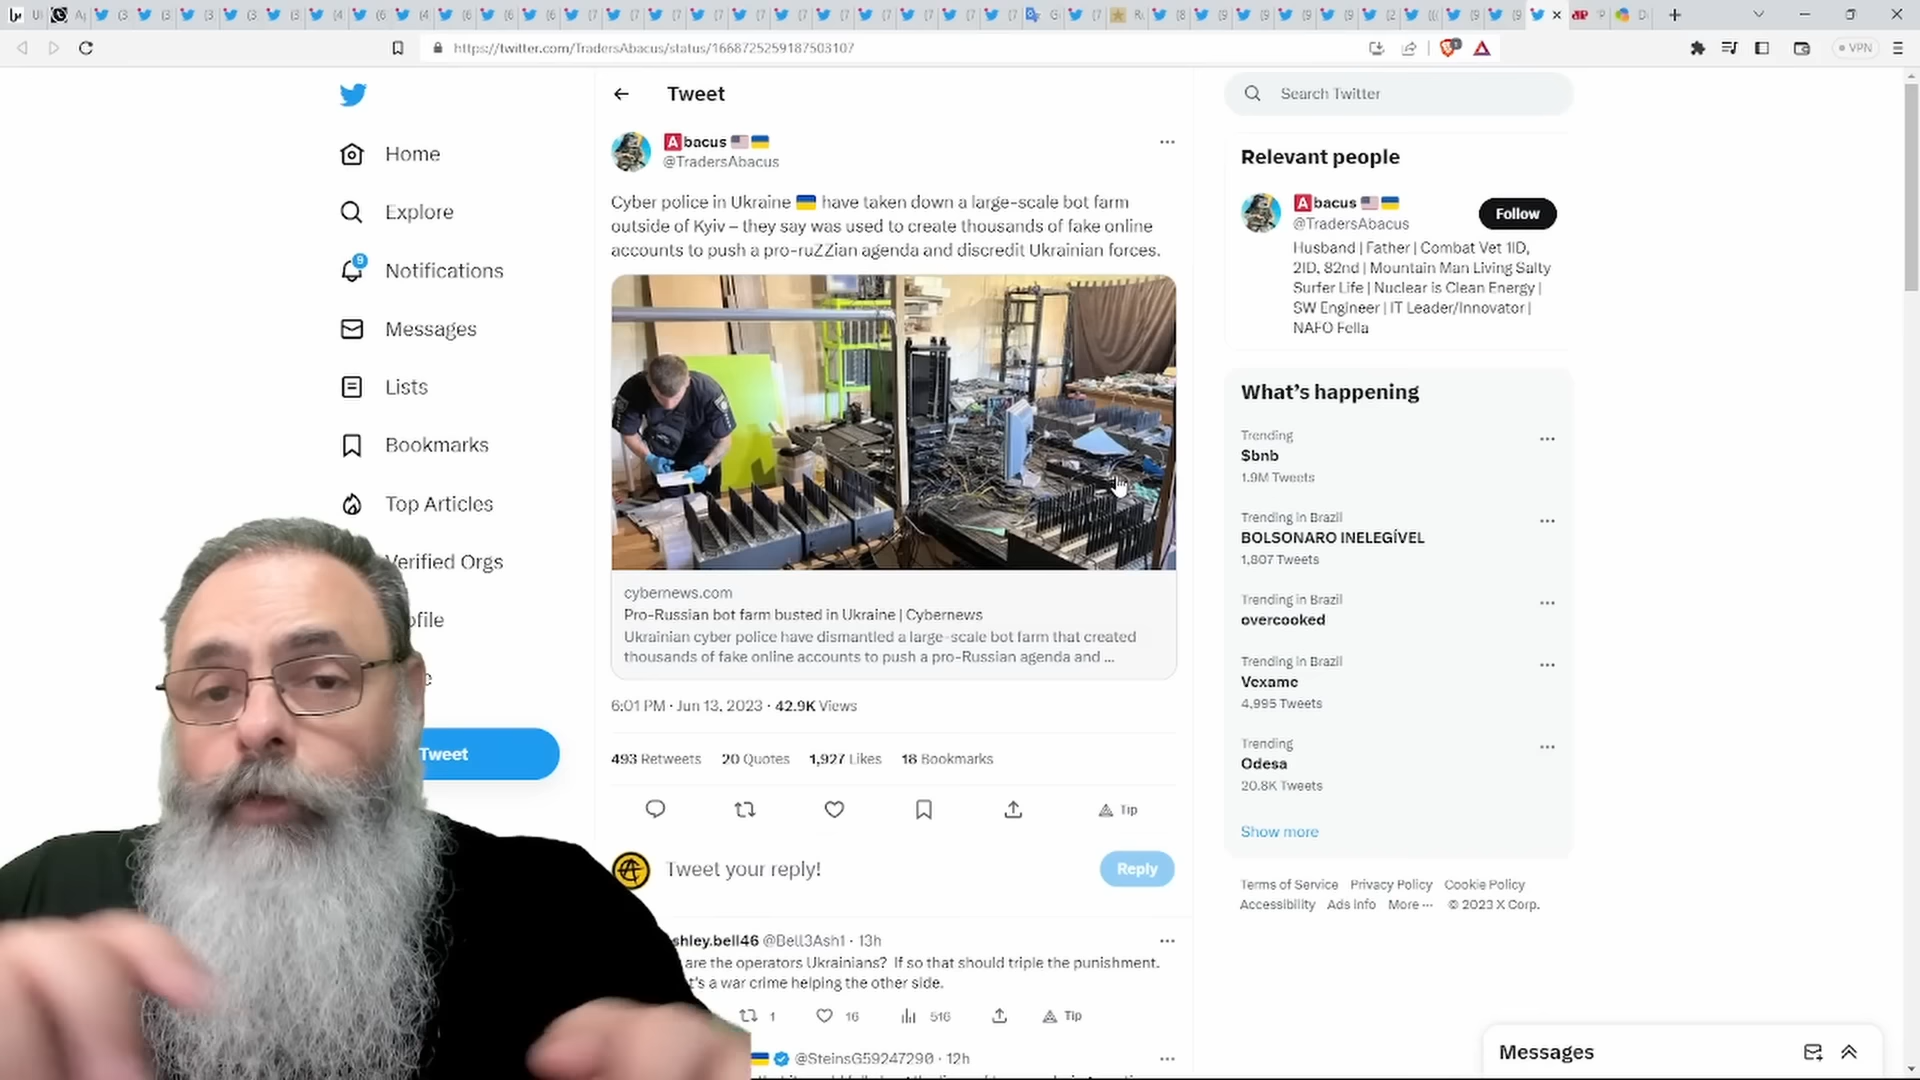 https://twitter.com/TradersAbacus/status/1668725259187503107
VPN
Home
Explore
9
Notifications
Messages
Lists
Bookmarks
Top Articles
Verified Orgs
ofile
Tweet
Tweet
🅰bacus 🇺🇸🇺🇦
@TradersAbacus
Cyber police in Ukraine 🇺🇦 have taken down a large-scale bot farm
outside of Kyiv – they say was used to create thousands of fake online
accounts to push a pro-ruZZian agenda and discredit Ukrainian forces.
cybernews.com
Pro-Russian bot farm busted in Ukraine | Cybernews
Ukrainian cyber police have dismantled a large-scale bot farm that created
thousands of fake online accounts to push a pro-Russian agenda and ...
6:01 PM · Jun 13, 2023 · 42.9K Views
493 Retweets 20 Quotes 1,927 Likes 18 Bookmarks
Tip
Tweet your reply!
Reply
shley.bell46 @Bell3Ash1 · 13h
are the operators Ukrainians? If so that should triple the punishment.
t's a war crime helping the other side.
1 16 516 Tip
@SteinsG59247290 · 12h
Search Twitter
Relevant people
🅰bacus 🇺🇸🇺🇦
@TradersAbacus
Follow
Husband | Father | Combat Vet 1ID,
2ID, 82nd | Mountain Man Living Salty
Surfer Life | Nuclear is Clean Energy |
SW Engineer | IT Leader/Innovator |
NAFO Fella
What's happening
Trending
$bnb
1.9M Tweets
Trending in Brazil
BOLSONARO INELEGÍVEL
1,807 Tweets
Trending in Brazil
overcooked
Trending in Brazil
Vexame
4,995 Tweets
Trending
Odesa
20.8K Tweets
Show more
Terms of Service Privacy Policy Cookie Policy
Accessibility Ads info More ··· © 2023 X Corp.
Messages